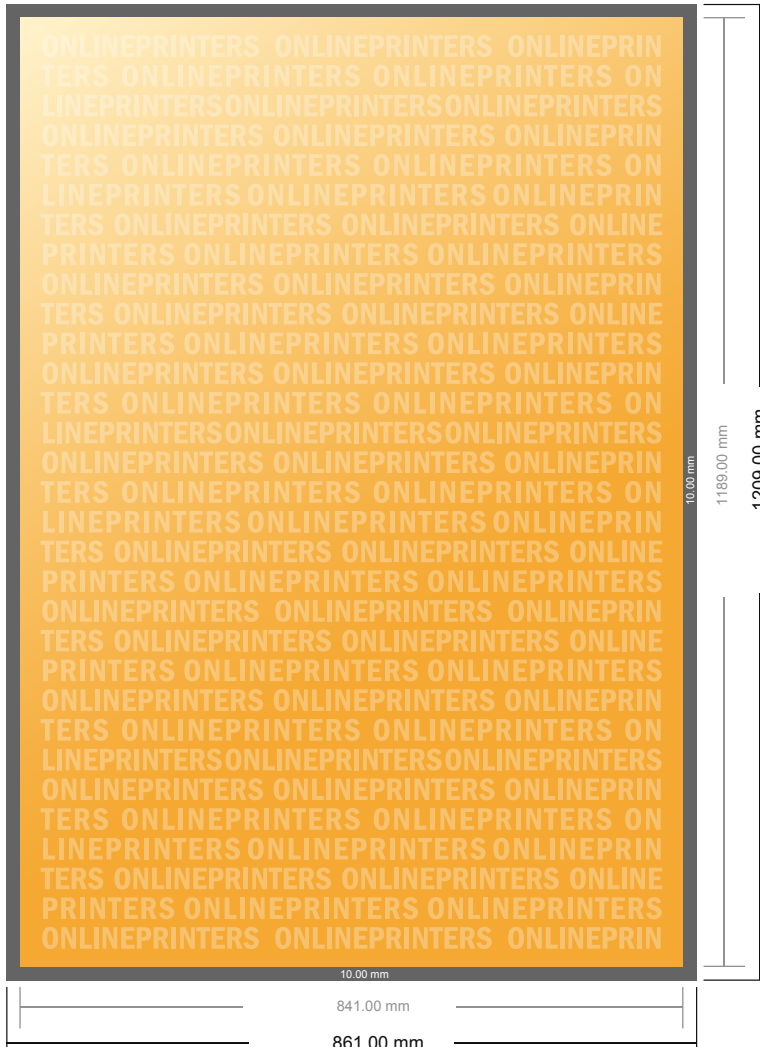 ONLINEPRINTERS ONLINEPRINTERS ONLINEPRIN
TERS ONLINEPRINTERS ONLINEPRINTERS ON
LINEPRINTERSONLINEPRINTERSONLINEPRINTERS
ONLINEPRINTERS ONLINEPRINTERS ONLINEPRIN
TERS ONLINEPRINTERS ONLINEPRINTERS ON
LINEPRINTERS ONLINEPRINTERS ONLINEPRIN
TERS ONLINEPRINTERS ONLINEPRINTERS ONLINE
PRINTERS ONLINEPRINTERS ONLINEPRINTERS
ONLINEPRINTERS ONLINEPRINTERS ONLINEPRIN
TERS ONLINEPRINTERS ONLINEPRINTERS ONLINE
PRINTERS ONLINEPRINTERS ONLINEPRINTERS
ONLINEPRINTERS ONLINEPRINTERS ONLINEPRIN
TERS ONLINEPRINTERS ONLINEPRINTERS ON
LINEPRINTERSONLINEPRINTERSONLINEPRINTERS
ONLINEPRINTERS ONLINEPRINTERS ONLINEPRIN
TERS ONLINEPRINTERS ONLINEPRINTERS ON
LINEPRINTERS ONLINEPRINTERS ONLINEPRIN
TERS ONLINEPRINTERS ONLINEPRINTERS ONLINE
PRINTERS ONLINEPRINTERS ONLINEPRINTERS
ONLINEPRINTERS ONLINEPRINTERS ONLINEPRIN
TERS ONLINEPRINTERS ONLINEPRINTERS ONLINE
PRINTERS ONLINEPRINTERS ONLINEPRINTERS
ONLINEPRINTERS ONLINEPRINTERS ONLINEPRIN
TERS ONLINEPRINTERS ONLINEPRINTERS ON
LINEPRINTERSONLINEPRINTERSONLINEPRINTERS
ONLINEPRINTERS ONLINEPRINTERS ONLINEPRIN
TERS ONLINEPRINTERS ONLINEPRINTERS ON
LINEPRINTERS ONLINEPRINTERS ONLINEPRIN
TERS ONLINEPRINTERS ONLINEPRINTERS ONLINE
PRINTERS ONLINEPRINTERS ONLINEPRINTERS
ONLINEPRINTERS ONLINEPRINTERS ONLINEPRIN
10.00 mm
1189.00 mm
1209.00 mm
10.00 mm
841.00 mm
861.00 mm